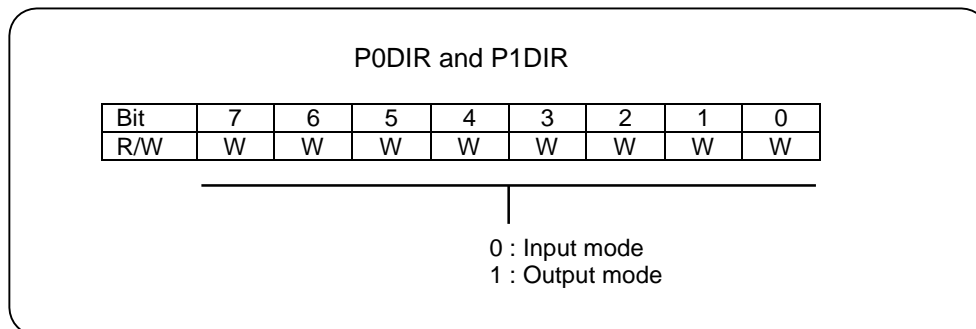 P0DIR and P1DIR
Bit 7 6 5 4 3 2 1 0
R/W W W W W W W W W
0 : Input mode
1 : Output mode